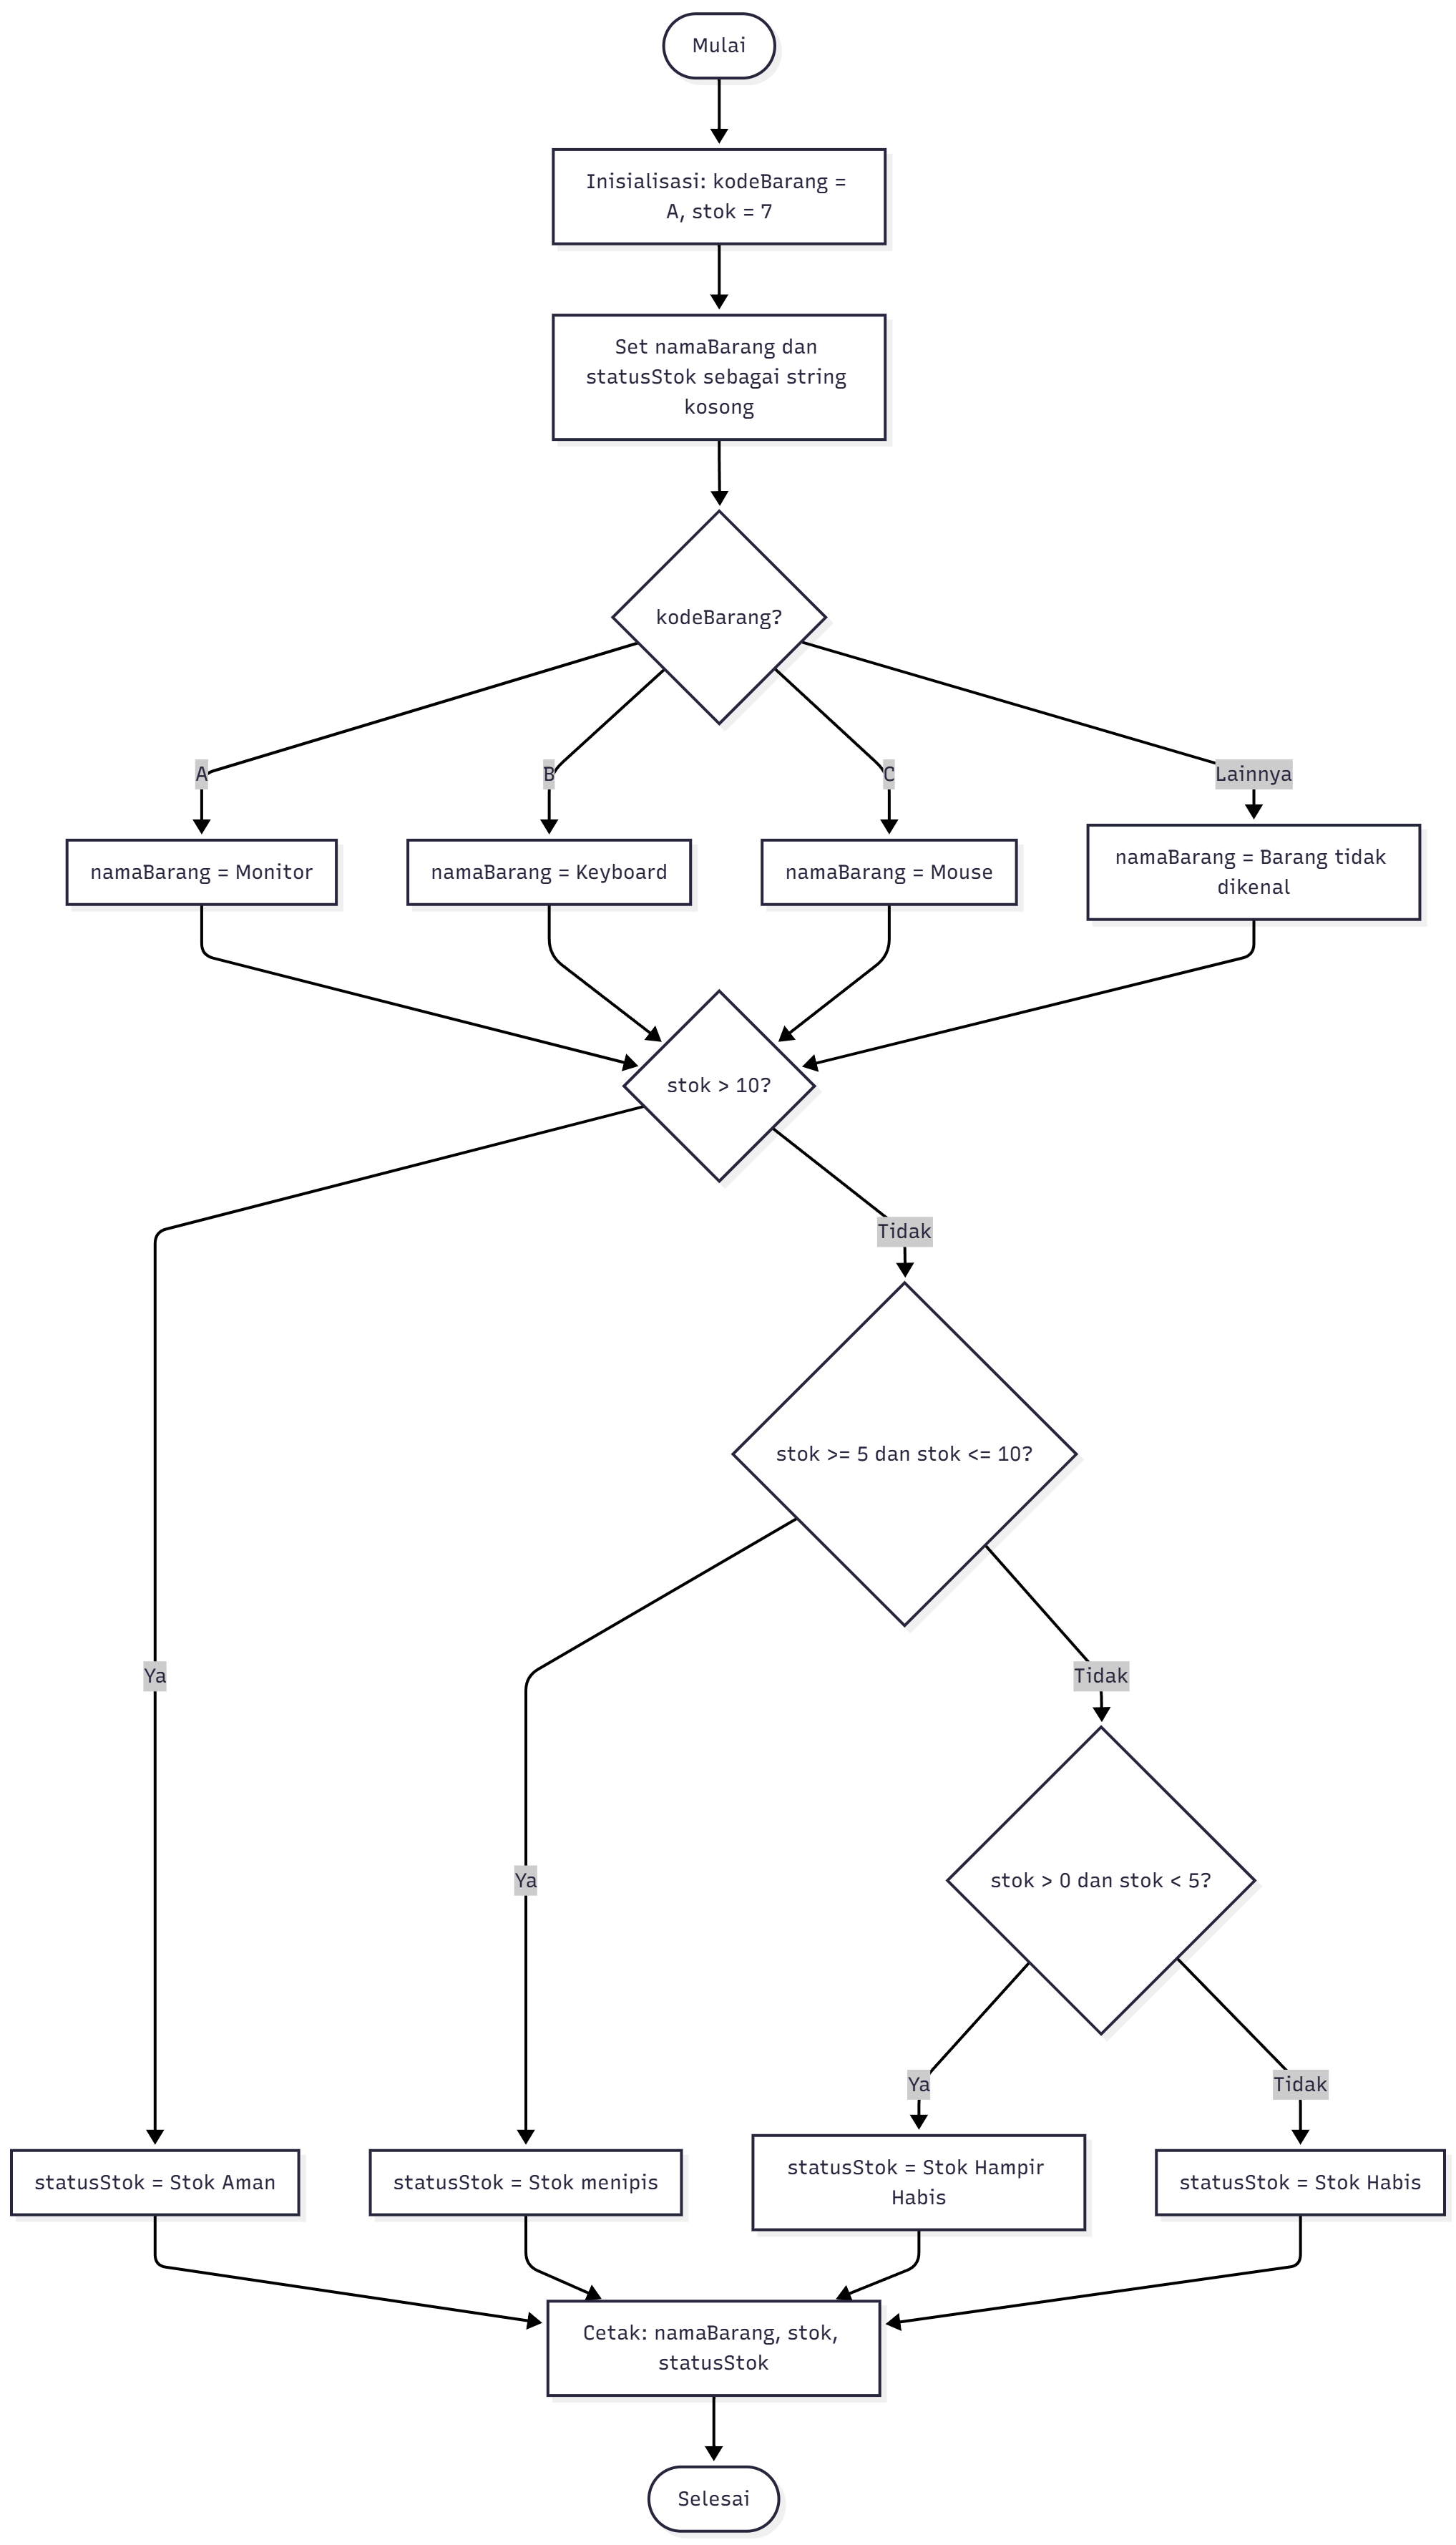 Mulai
Inisialisasi: kodeBarang =
A, stok = 7
Set namaBarang dan
statusStok sebagai string
kosong
kodeBarang?
A
B
C
Lainnya
namaBarang = Monitor
namaBarang = Keyboard
namaBarang = Mouse
namaBarang = Barang tidak
dikenal
stok > 10?
Tidak
stok >= 5 dan stok <= 10?
Ya
Tidak
Ya
stok > 0 dan stok < 5?
Ya
Tidak
statusStok = Stok Aman
statusStok = Stok menipis
statusStok = Stok Hampir
Habis
statusStok = Stok Habis
Cetak: namaBarang, stok,
statusStok
Selesai